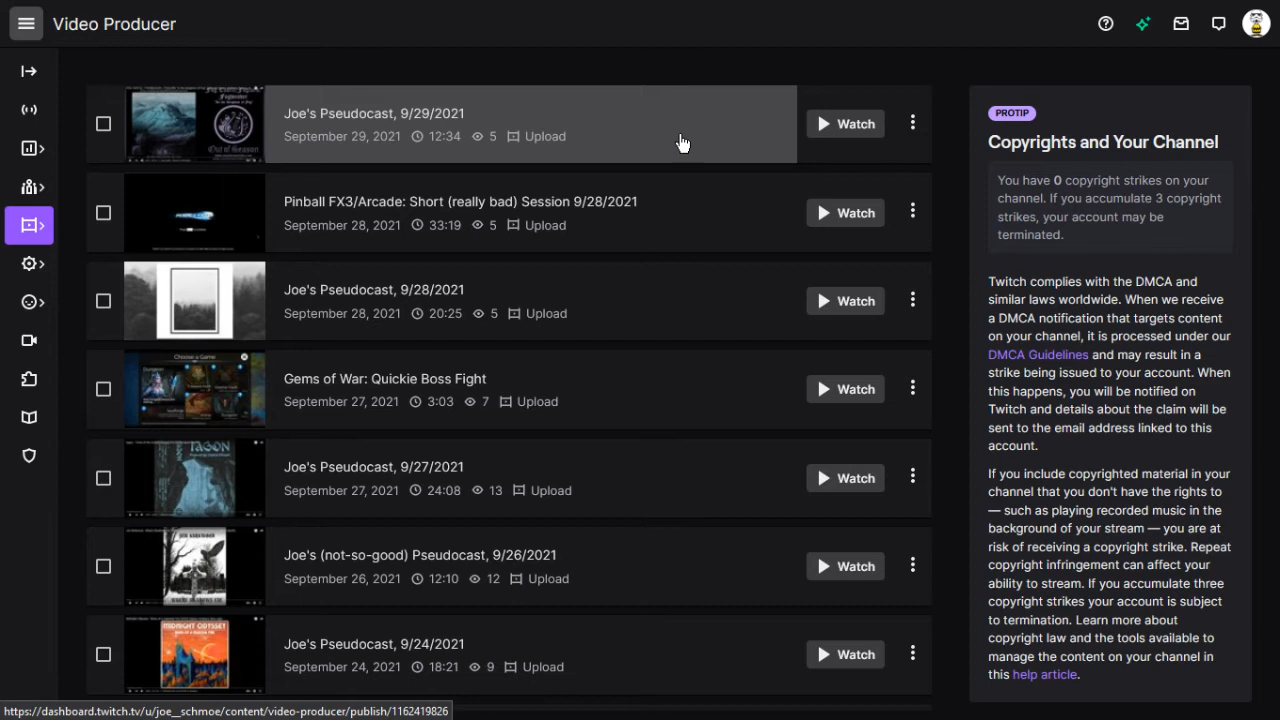 Video Producer
Joe's Pseudocast, 9/29/2021
September 29, 2021 12:34 5 Upload
Watch
Out of Season
Pinball FX3/Arcade: Short (really bad) Session 9/28/2021
September 28, 2021 33:19 5 Upload
Watch
Joe's Pseudocast, 9/28/2021
September 28, 2021 20:25 5 Upload
Watch
Choose a Game
Gems of War: Quickie Boss Fight
September 27, 2021 3:03 7 Upload
Watch
Joe's Pseudocast, 9/27/2021
September 27, 2021 24:08 13 Upload
Watch
Joe's (not-so-good) Pseudocast, 9/26/2021
September 26, 2021 12:10 12 Upload
Watch
MIDNIGHT ODYSSEY
Joe's Pseudocast, 9/24/2021
September 24, 2021 18:21 9 Upload
Watch
PROTIP
Copyrights and Your Channel
You have 0 copyright strikes on your
channel. If you accumulate 3 copyright
strikes, your account may be
terminated.
Twitch complies with the DMCA and
similar laws worldwide. When we receive
a DMCA notification that targets content
on your channel, it is processed under our
DMCA Guidelines and may result in a
strike being issued to your account. When
this happens, you will be notified on
Twitch and details about the claim will be
sent to the email address linked to this
account.
If you include copyrighted material in your
channel that you don't have the rights to
— such as playing recorded music in the
background of your stream — you are at
risk of receiving a copyright strike. Repeat
copyright infringement can affect your
ability to stream. If you accumulate three
copyright strikes your account is subject
to termination. Learn more about
copyright law and the tools available to
manage the content on your channel in
this help article.
https://dashboard.twitch.tv/u/joe__schmoe/content/video-producer/publish/1162419826